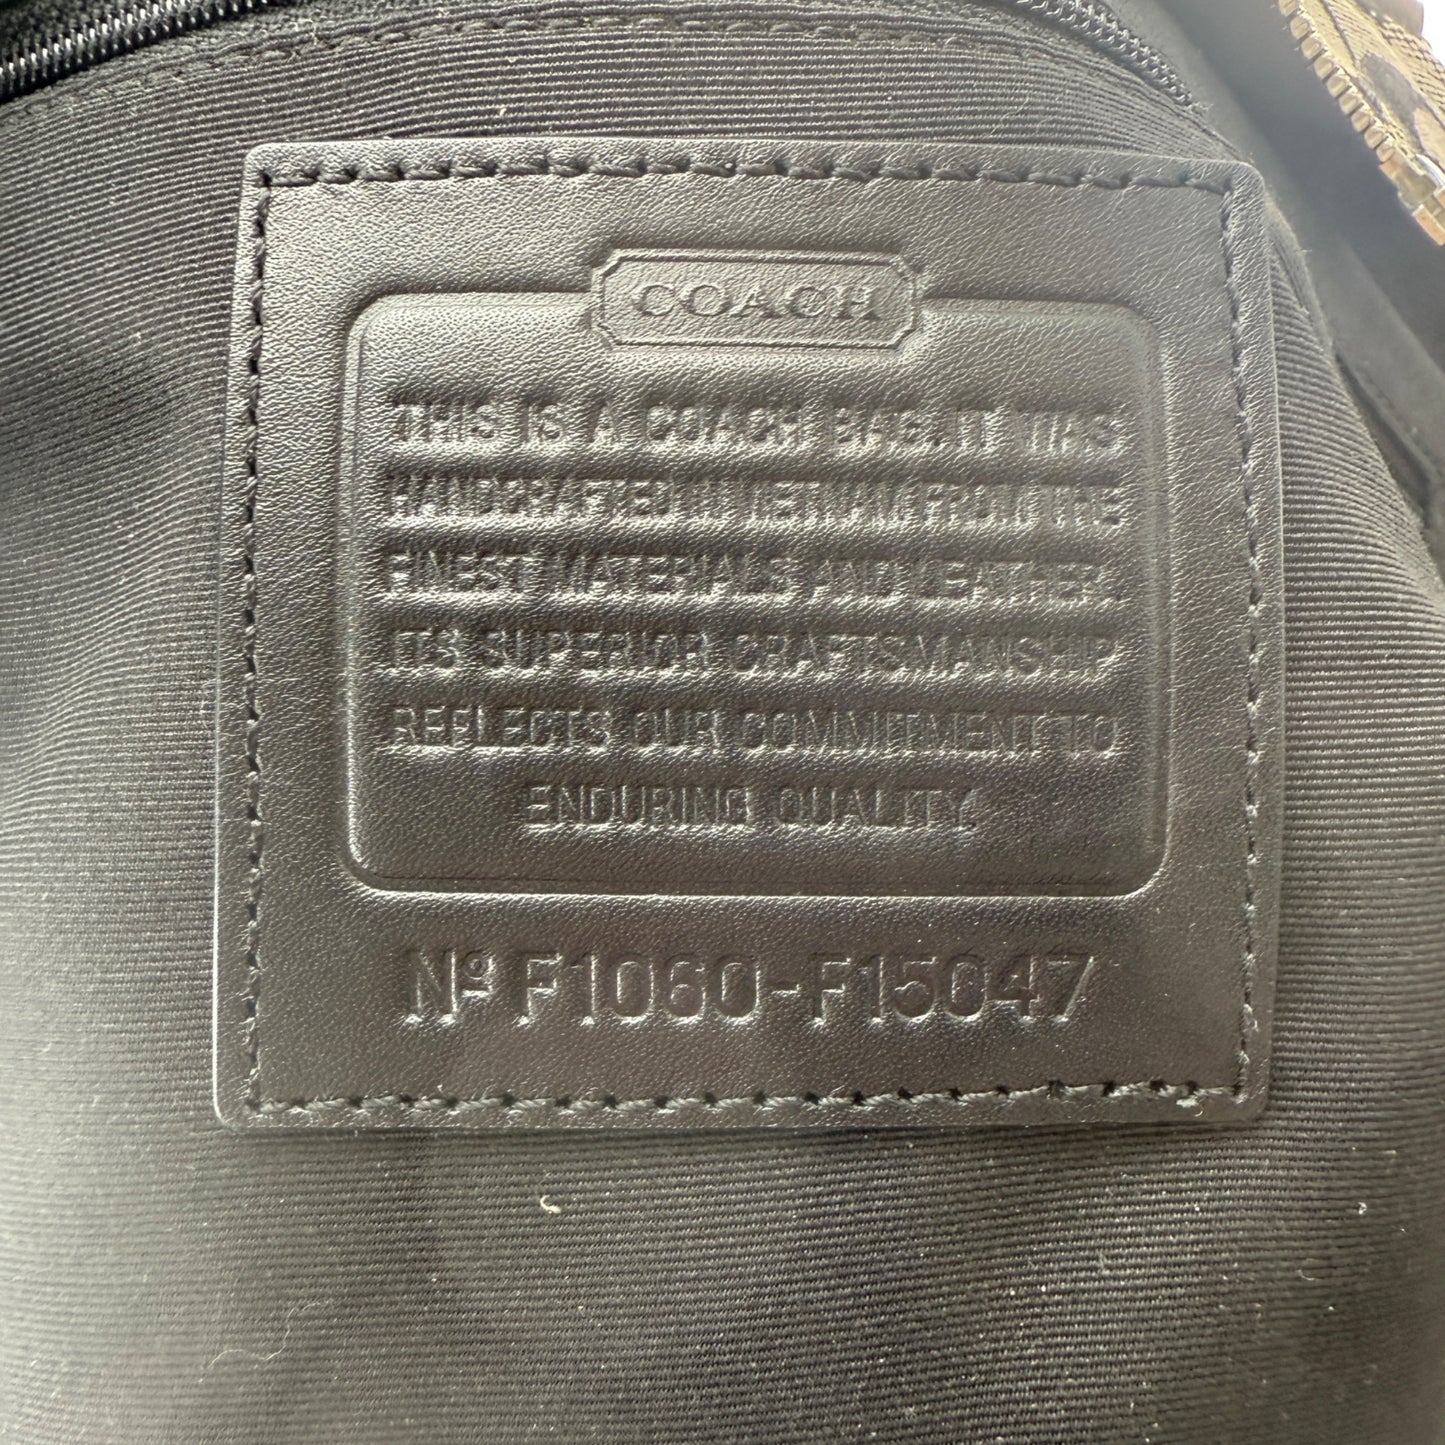 COACH
THIS IS A COACH BAG. IT WAS
HANDCRAFTED IN VIETNAM FROM THE
FINEST MATERIALS AND LEATHER.
ITS SUPERIOR CRAFTSMANSHIP
REFLECTS OUR COMMITMENT TO
ENDURING QUALITY.
Nº F1060-F15047